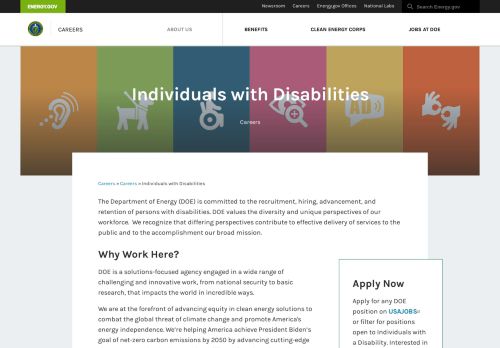 ENERGY.GOV
Newsroom
Careers
Energy.gov Offices
National Labs
Search Energy.gov
CAREERS
ABOUT US
BENEFITS
CLEAN ENERGY CORPS
JOBS AT DOE
Individuals with Disabilities
Careers
AD
Careers » Careers » Individuals with Disabilities
The Department of Energy (DOE) is committed to the recruitment, hiring, advancement, and
retention of persons with disabilities. DOE values the diversity and unique perspectives of our
workforce. We recognize that differing perspectives contribute to effective delivery of services to the
public and to the accomplishment our broad mission.
Why Work Here?
DOE is a solutions-focused agency engaged in a wide range of
challenging and innovative work, from national security to basic
research, that impacts the world in incredible ways.
We are at the forefront of advancing equity in clean energy solutions to
combat the global threat of climate change and promote America's
energy independence. We're helping America achieve President Biden's
goal of net-zero carbon emissions by 2050 by advancing cutting-edge
Apply Now
Apply for any DOE
position on USAJOBS
or filter for positions
open to Individuals with
a Disability. Interested in